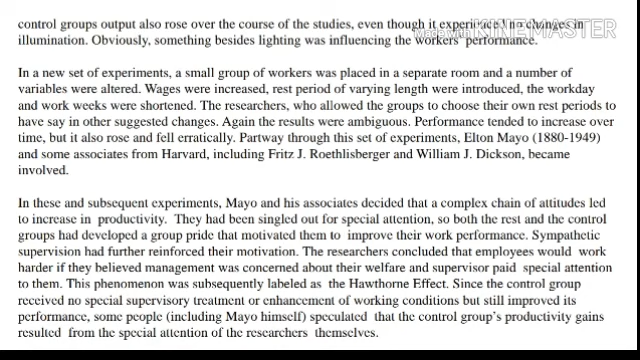 control groups output also rose over the course of the studies, even though it experienced no changes in
illumination. Obviously, something besides lighting was influencing the workers' performance.
Made with KINEMASTER
In a new set of experiments, a small group of workers was placed in a separate room and a number of
variables were altered. Wages were increased, rest period of varying length were introduced, the workday
and work weeks were shortened. The researchers, who allowed the groups to choose their own rest periods to
have say in other suggested changes. Again the results were ambiguous. Performance tended to increase over
time, but it also rose and fell erratically. Partway through this set of experiments, Elton Mayo (1880-1949)
and some associates from Harvard, including Fritz J. Roethlisberger and William J. Dickson, became
involved.
In these and subsequent experiments, Mayo and his associates decided that a complex chain of attitudes led
to increase in productivity. They had been singled out for special attention, so both the rest and the control
groups had developed a group pride that motivated them to improve their work performance. Sympathetic
supervision had further reinforced their motivation. The researchers concluded that employees would work
harder if they believed management was concerned about their welfare and supervisor paid special attention
to them. This phenomenon was subsequently labeled as the Hawthorne Effect. Since the control group
received no special supervisory treatment or enhancement of working conditions but still improved its
performance, some people (including Mayo himself) speculated that the control group's productivity gains
resulted from the special attention of the researchers themselves.